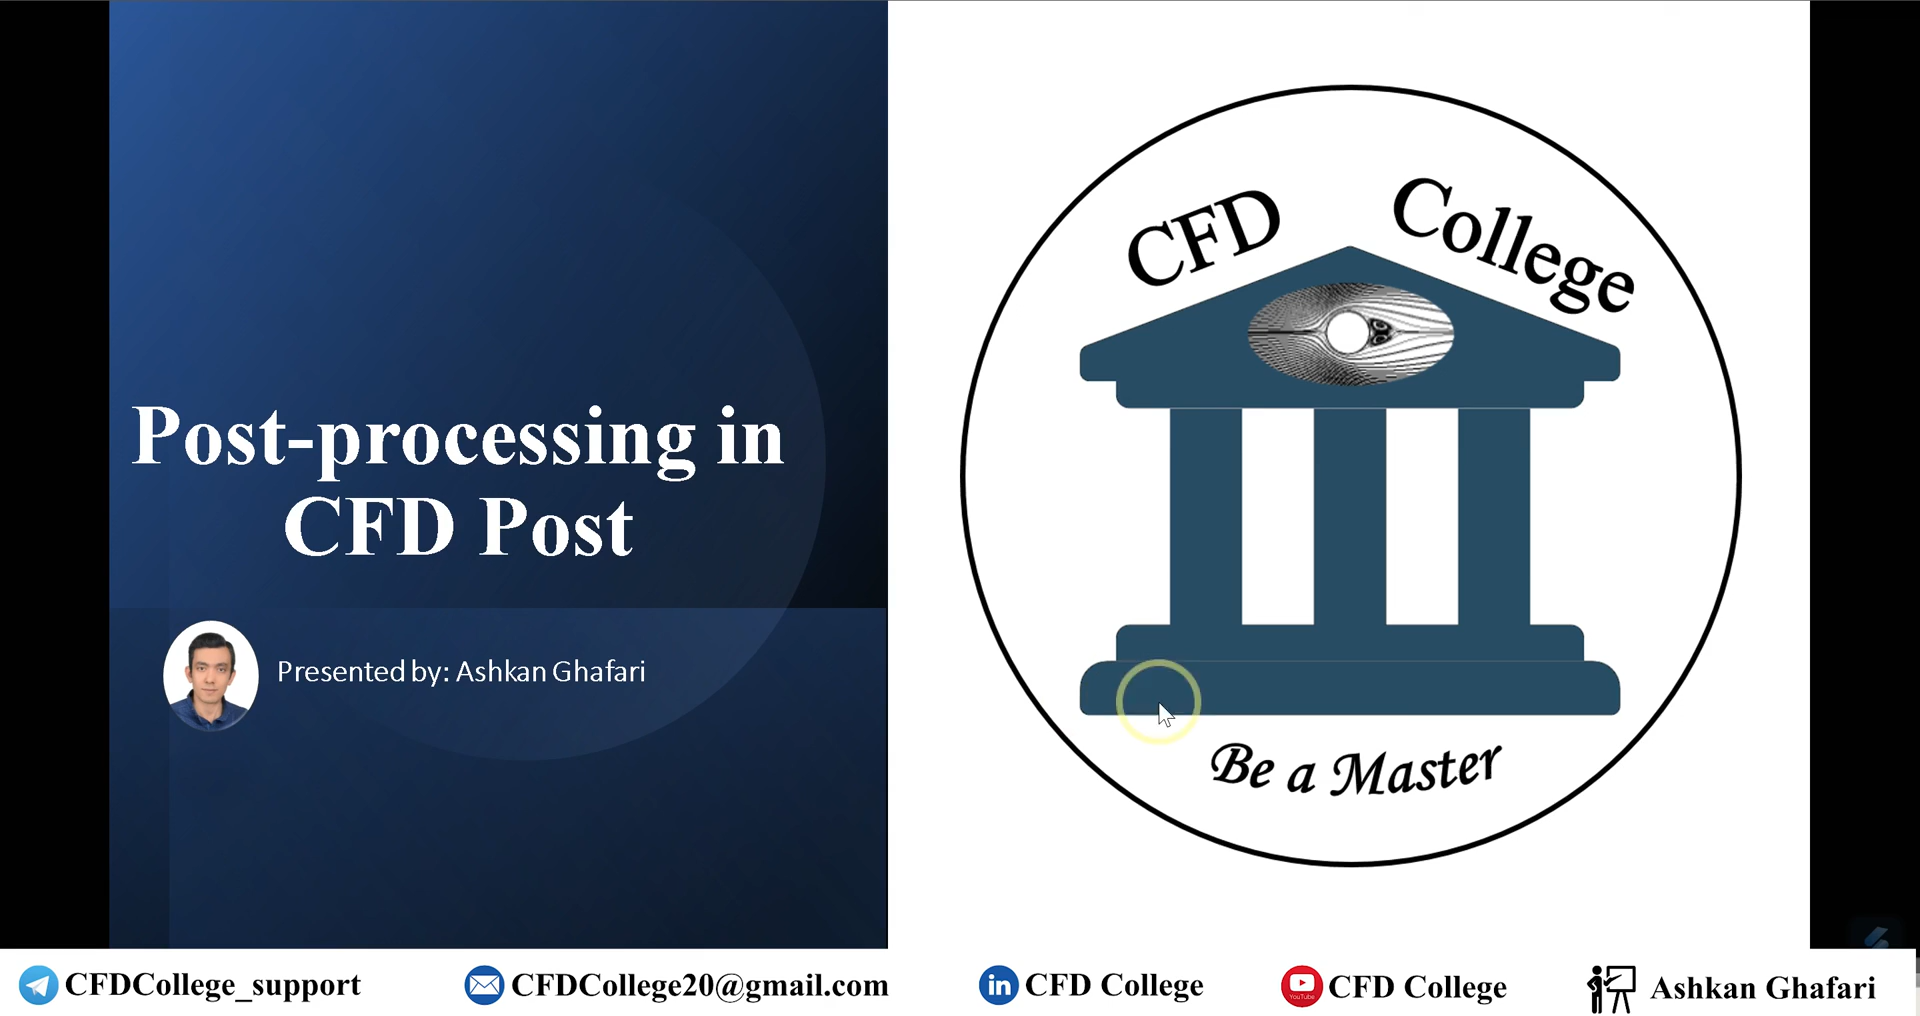 Post-processing in
CFD Post
Presented by: Ashkan Ghafari
CFD College
Be a Master
CFDCollege_support
CFDCollege20@gmail.com
CFD College
YouTube
CFD College
Ashkan Ghafari